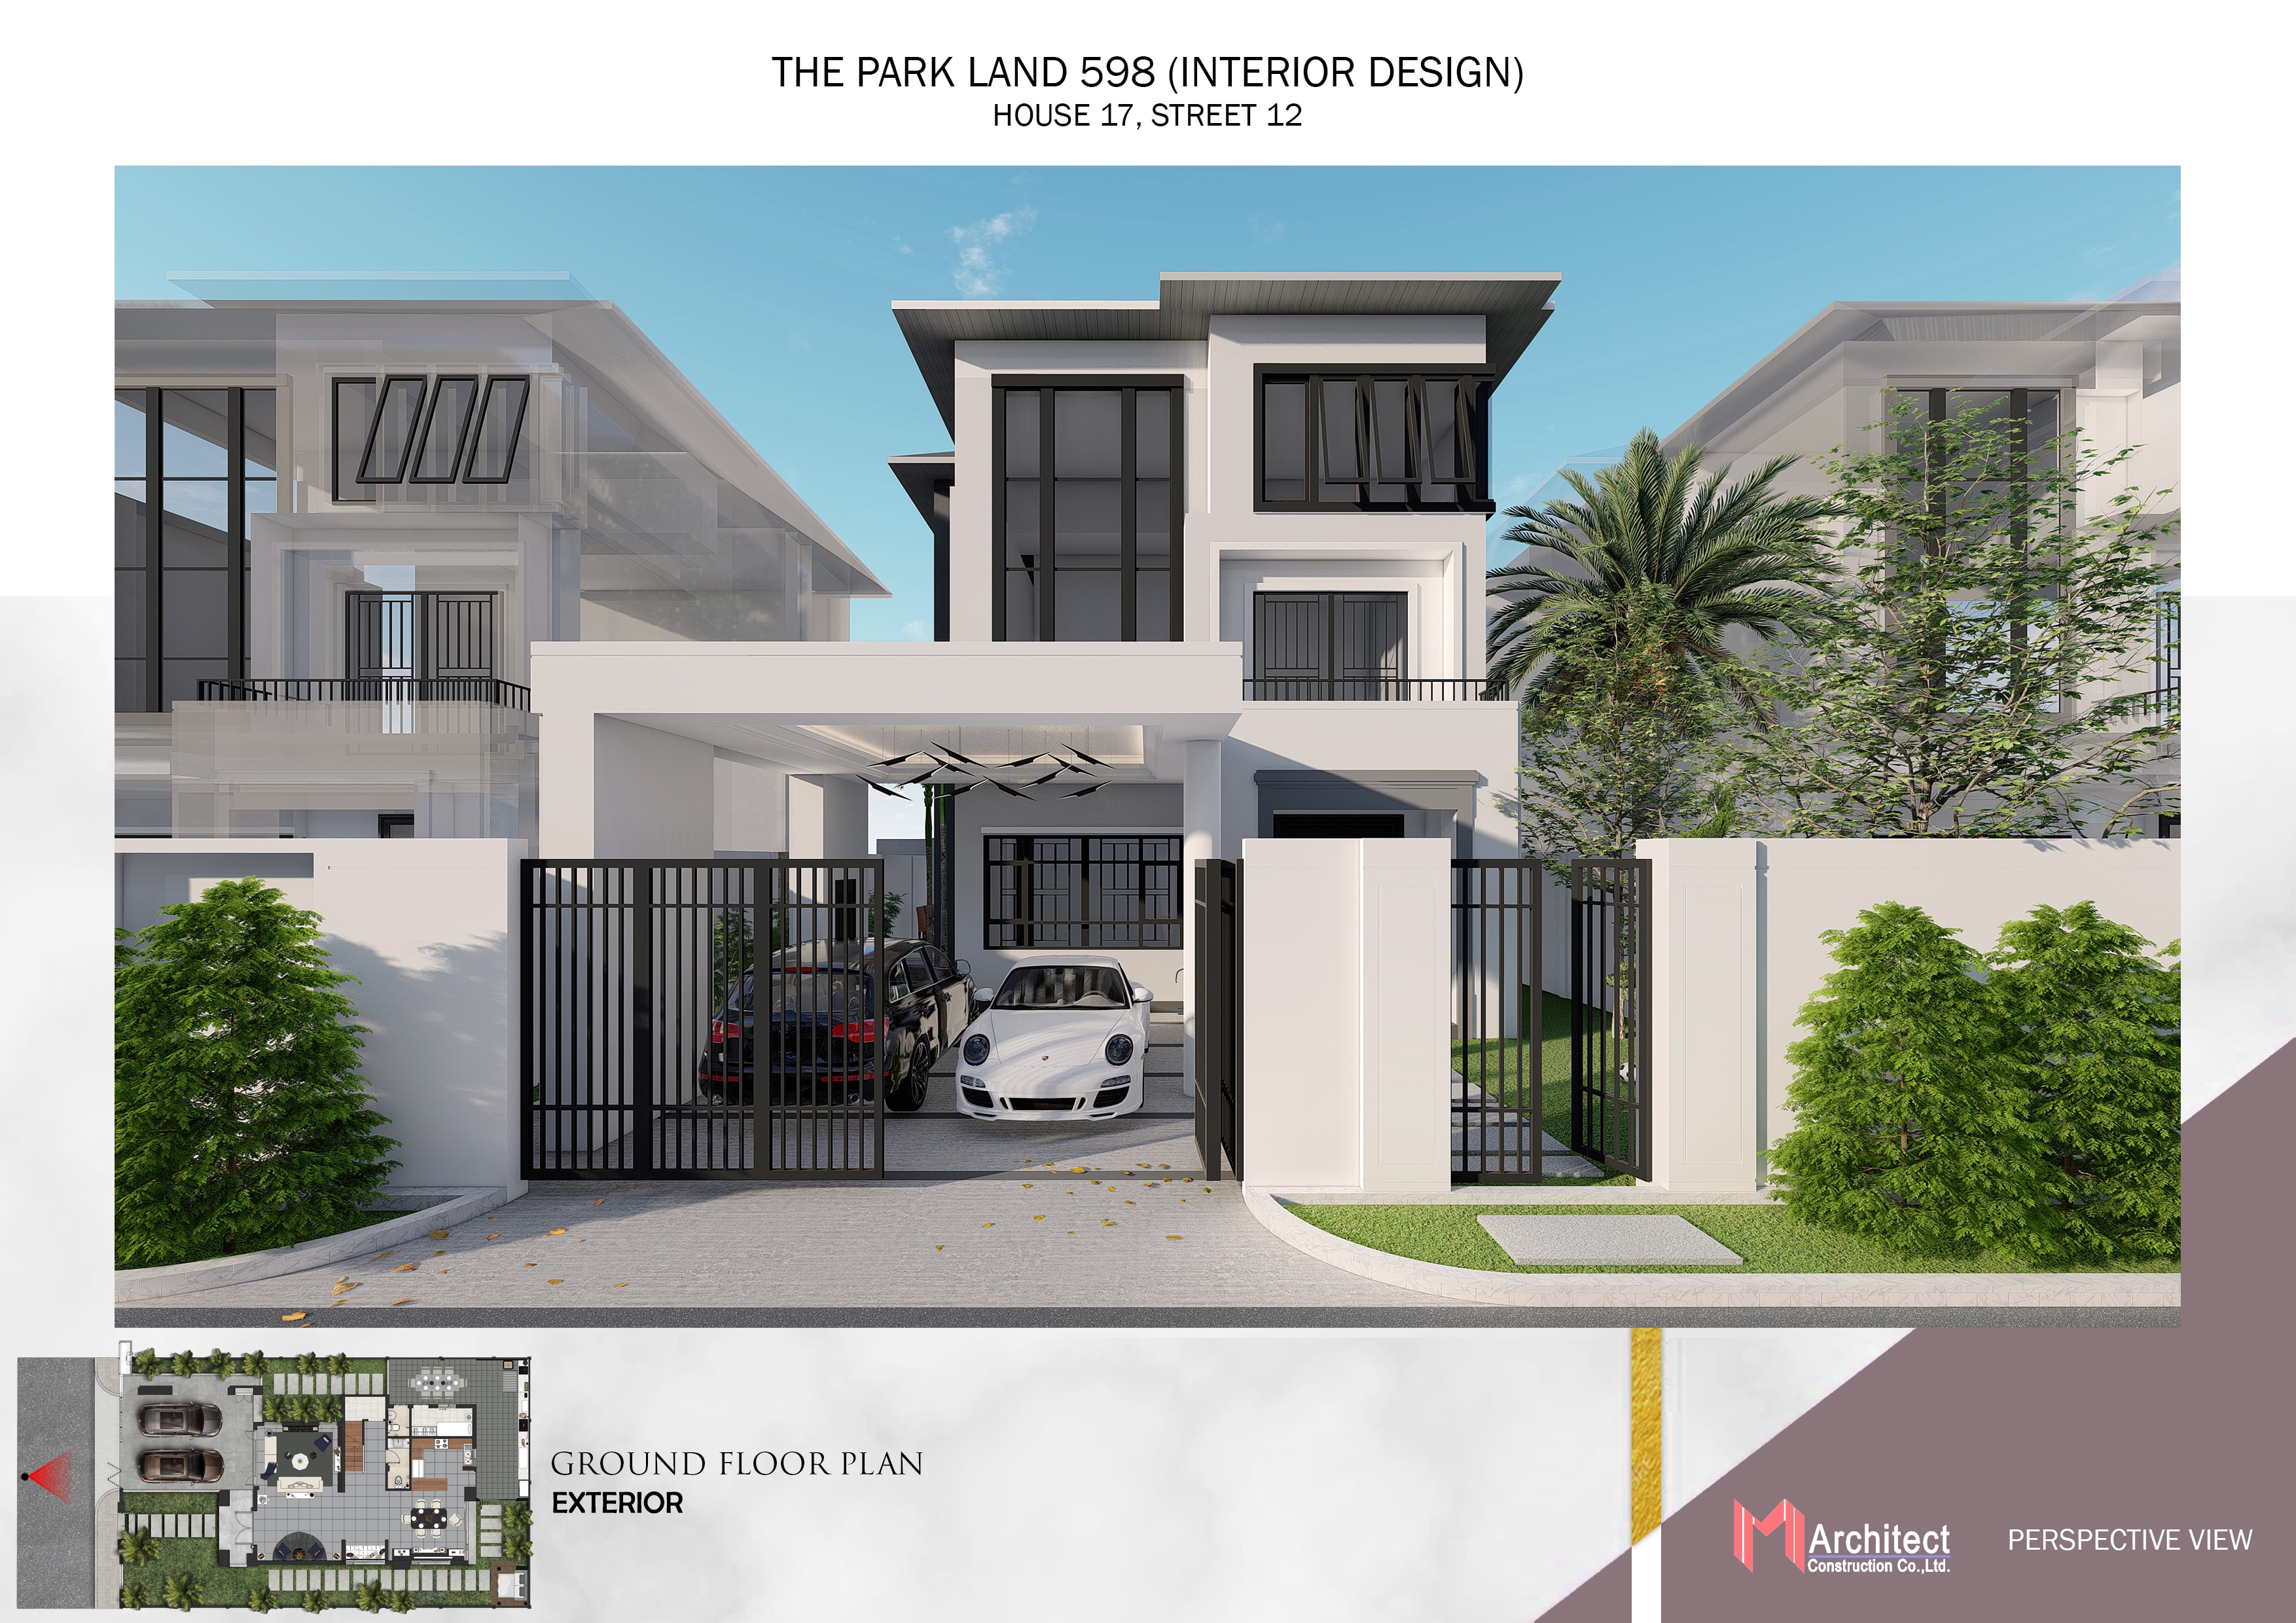 THE PARK LAND 598 (INTERIOR DESIGN)
HOUSE 17, STREET 12
GROUND FLOOR PLAN
EXTERIOR
M Architect
Construction Co.,Ltd.
PERSPECTIVE VIEW